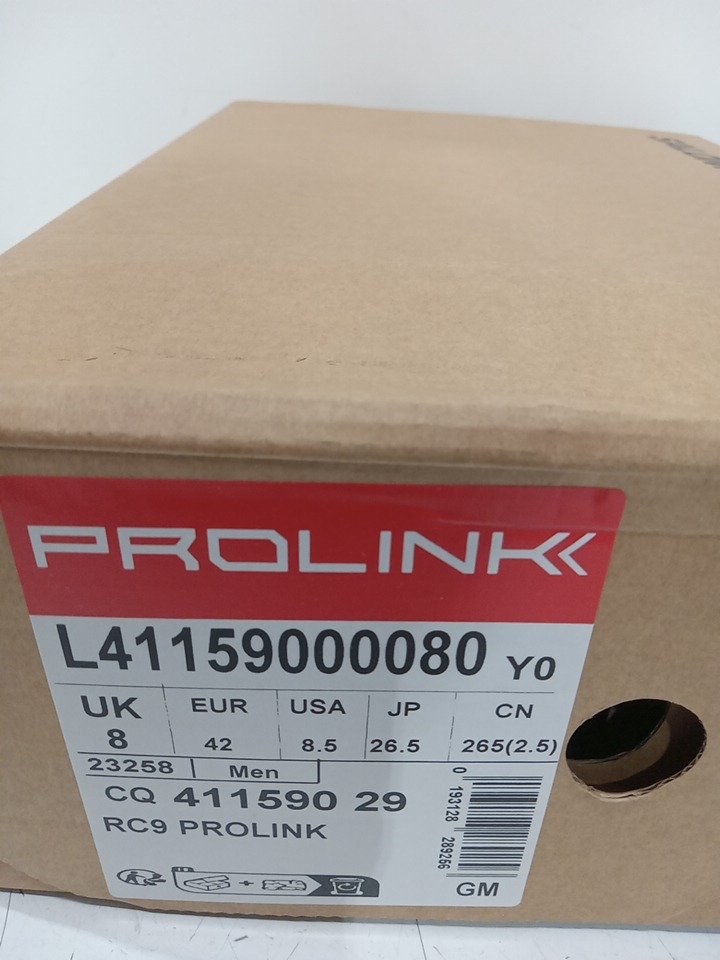 PROLINK
L41159000080 Y0
UK EUR USA JP CN
8 42 8.5 26.5 265(2.5)
23258 Men
CQ 411590 29
RC9 PROLINK
0 193128 289266
GM